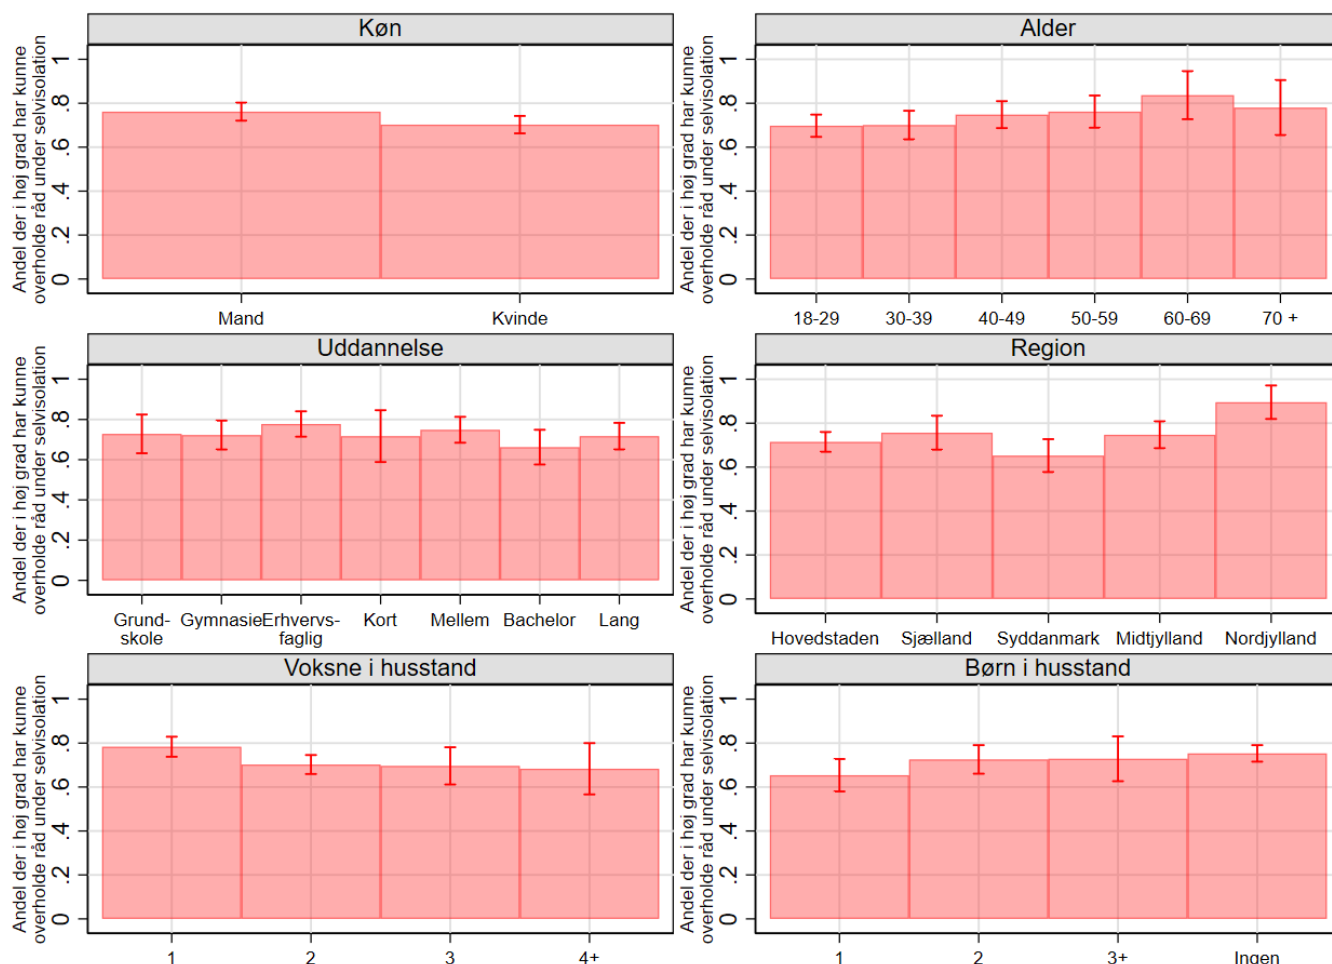 Køn
Andel der i høj grad har kunne
overholde råd under selvisolation
1
.8
.6
.4
.2
0
Mand Kvinde
Alder
Andel der i høj grad har kunne
overholde råd under selvisolation
1
.8
.6
.4
.2
0
18-29 30-39 40-49 50-59 60-69 70 +
Uddannelse
Andel der i høj grad har kunne
overholde råd under selvisolation
1
.8
.6
.4
.2
0
Grund- Gymnasie Erhvervs- Kort Mellem Bachelor Lang
skole faglig
Region
Andel der i høj grad har kunne
overholde råd under selvisolation
1
.8
.6
.4
.2
0
Hovedstaden Sjælland Syddanmark Midtjylland Nordjylland
Voksne i husstand
Andel der i høj grad har kunne
overholde råd under selvisolation
1
.8
.6
.4
.2
0
1 2 3 4+
Børn i husstand
Andel der i høj grad har kunne
overholde råd under selvisolation
1
.8
.6
.4
.2
0
1 2 3+ Ingen